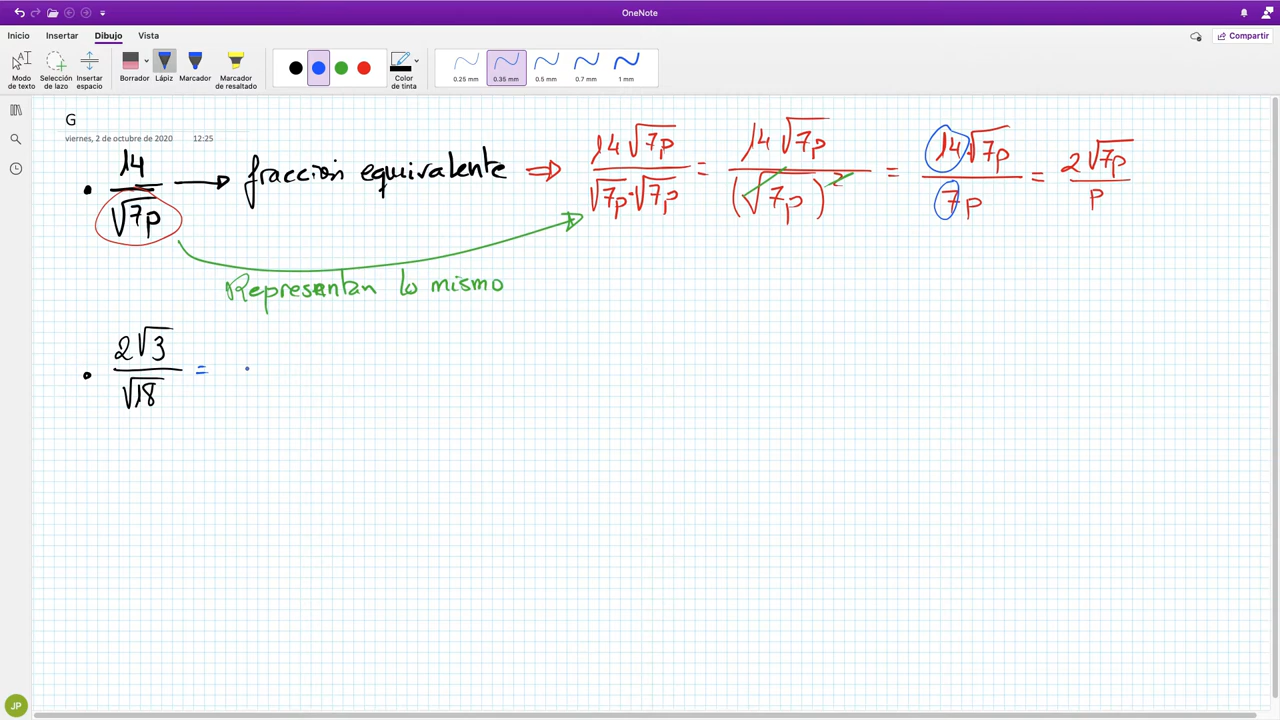 OneNote
Inicio Insertar Dibujo Vista Compartir
Modo de texto
Selección de lazo
Insertar espacio
Borrador
Lápiz
Marcador
Marcador de resaltado
Color de tinta
0.25 mm 0.35 mm 0.5 mm 0.7 mm 1 mm
G
viernes, 2 de octubre de 2020 12:25
• 14/√7p → fracción equivalente ⇒ 14√7p/√7p·√7p = 14√7p/(√7p)² = 14√7p/7p = 2√7p/p
Representan lo mismo
• 2√3/√18 =
JP